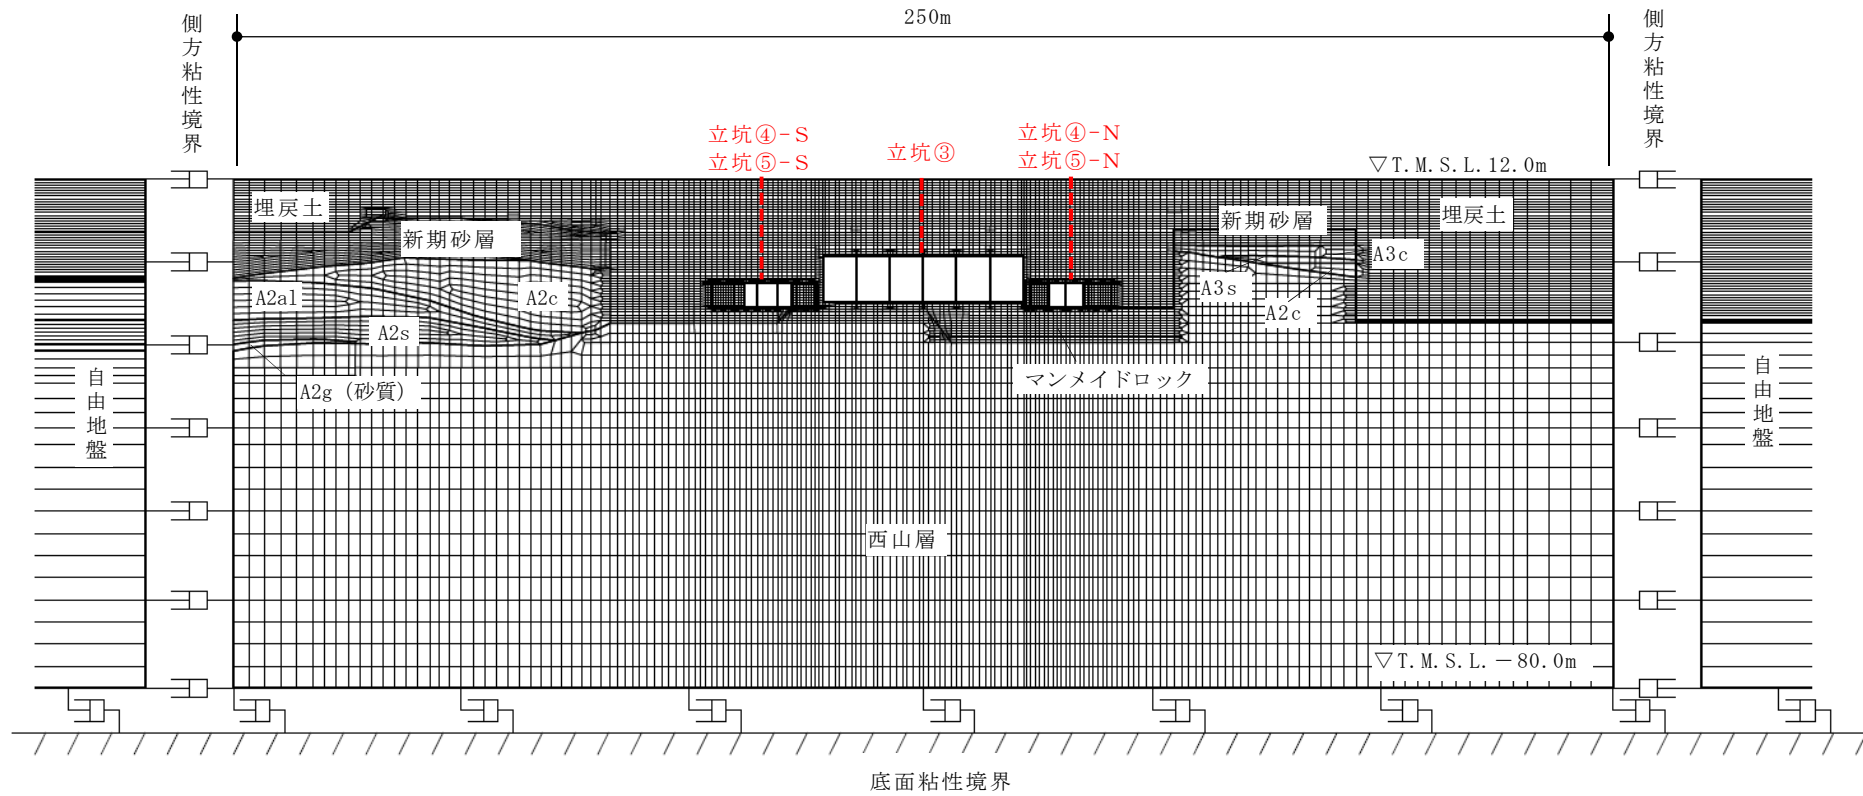 250m
側方粘性境界
側方粘性境界
立坑④-S
立坑⑤-S
立坑③
立坑④-N
立坑⑤-N
▽T.M.S.L.12.0m
埋戻土
新期砂層
新期砂層
埋戻土
A3c
A2al
A2c
A3s
A2c
A2s
A2g (砂質)
マンメイドロック
自由地盤
自由地盤
西山層
▽T.M.S.L.－80.0m
底面粘性境界